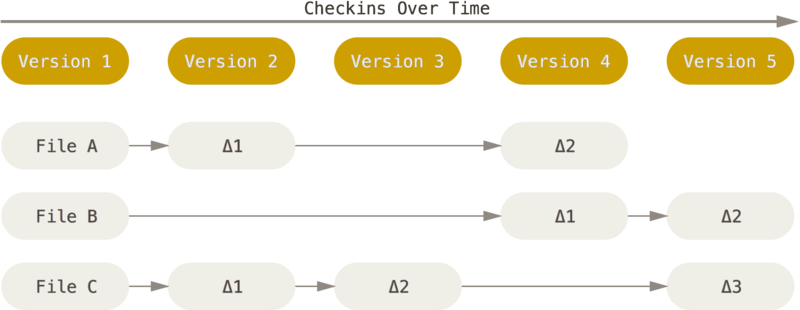 Checkins Over Time
Version 1 Version 2 Version 3 Version 4 Version 5
File A Δ1 Δ2
File B Δ1 Δ2
File C Δ1 Δ2 Δ3